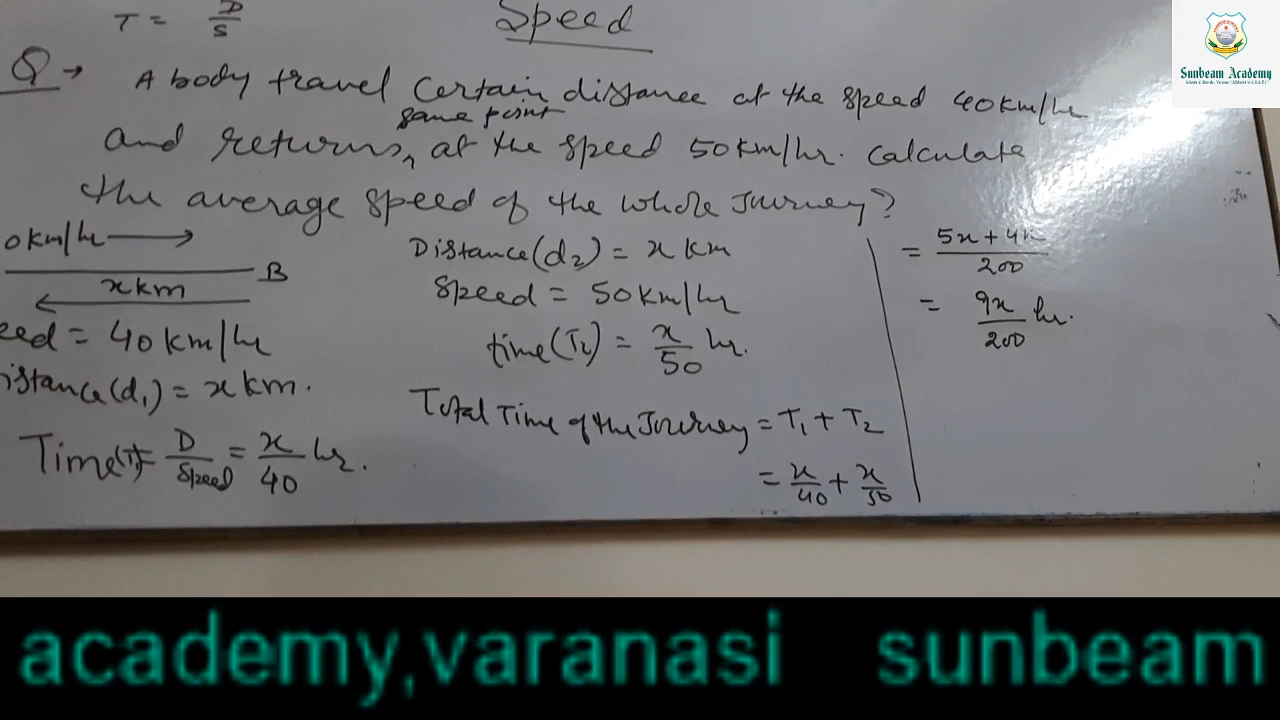 T = D/S
Speed
Q → A body travel certain distance at the speed 40km/hr
same point
and returns, at the speed 50km/hr. calculate
the average speed of the whole Journey?
0km/hr →
B
x km
eed = 40 km/hr
istance(d₁) = x km.
Time(T₁) = D/Speed = x/40 hr.
Distance(d₂) = x km
Speed = 50km/hr
time(T₂) = x/50 hr.
Total Time of the Journey = T₁ + T₂
= x/40 + x/50
= 5x + 4x/200
= 9x/200 hr.
Sunbeam Academy
academy,varanasi sunbeam